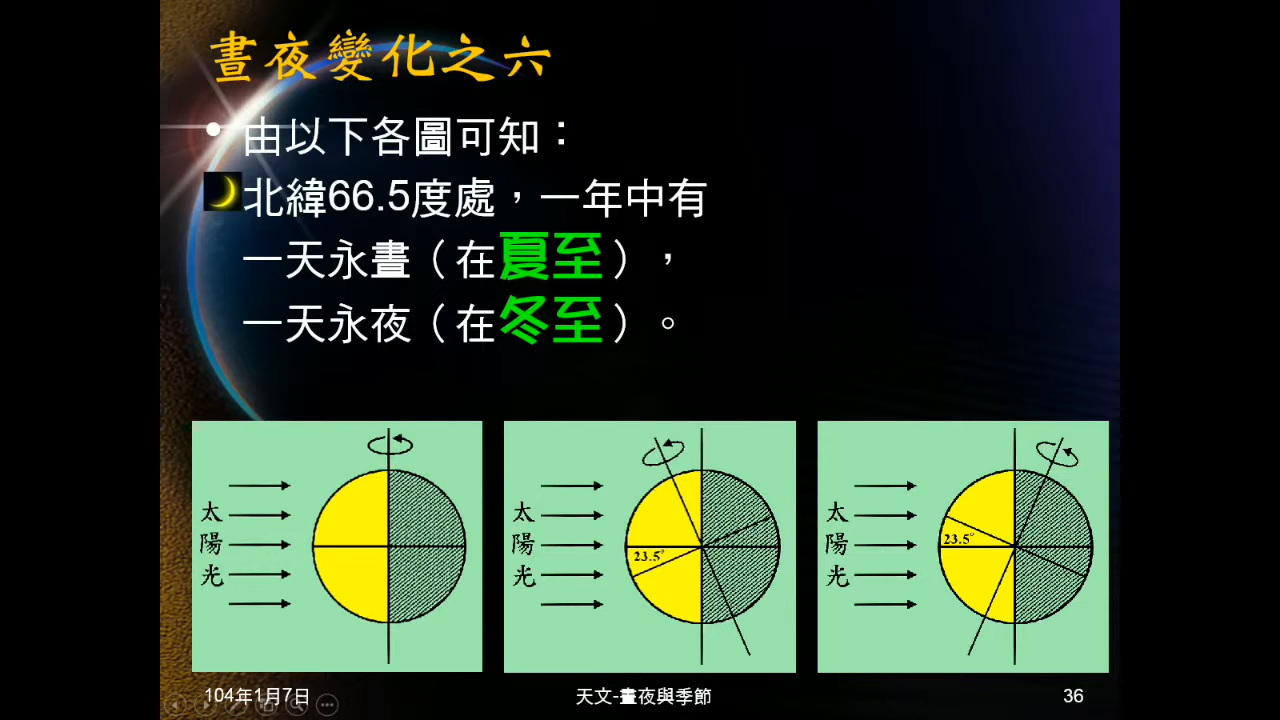 晝夜變化之六
由以下各圖可知：
北緯66.5度處，一年中有
一天永晝（在夏至），
一天永夜（在冬至）。
太
陽
光
太
陽
光
23.5°
太
陽
光
23.5°
104年1月7日
天文-晝夜與季節
36